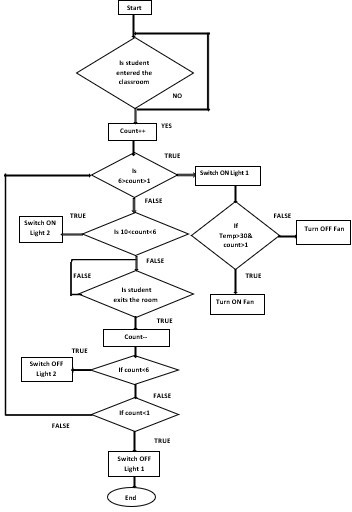 Start
Is student
entered the
classroom
NO
YES
Count++
TRUE
Is
6>count>1
Switch ON Light 1
FALSE
TRUE
Switch ON
Light 2
Is 10<count<6
If
Temp>30&
count>1
FALSE
Turn OFF Fan
FALSE
FALSE
TRUE
Is student
exits the room
Turn ON Fan
TRUE
Count--
TRUE
Switch OFF
Light 2
If count<6
FALSE
If count<1
FALSE
TRUE
Switch OFF
Light 1
End